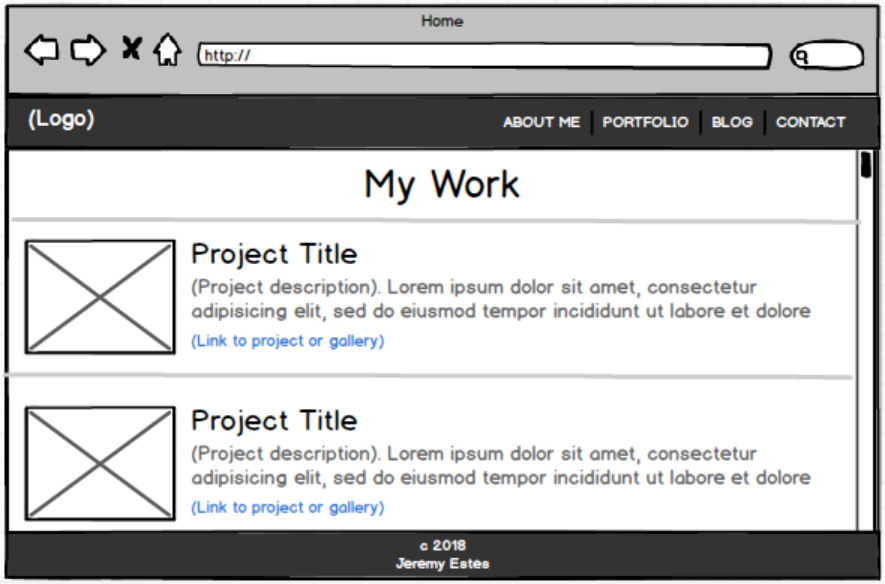 Home
http://
(Logo)
ABOUT ME
PORTFOLIO
BLOG
CONTACT
My Work
Project Title
(Project description). Lorem ipsum dolor sit amet, consectetur
adipisicing elit, sed do eiusmod tempor incididunt ut labore et dolore
(Link to project or gallery)
Project Title
(Project description). Lorem ipsum dolor sit amet, consectetur
adipisicing elit, sed do eiusmod tempor incididunt ut labore et dolore
(Link to project or gallery)
c 2018
Jeremy Estes